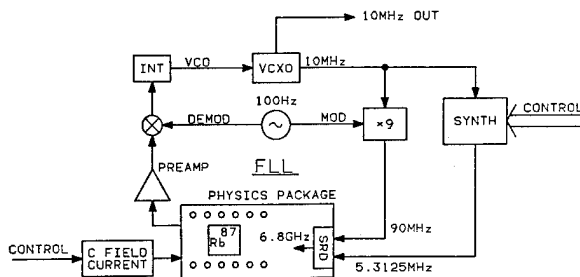 10MHz OUT
INT
VCO
VCXO
10MHz
100Hz
DEMOD
MOD
×9
SYNTH
CONTROL
PREAMP
FLL
PHYSICS PACKAGE
87
Rb
6.8GHz
SRD
90MHz
5.3125MHz
CONTROL
C FIELD
CURRENT